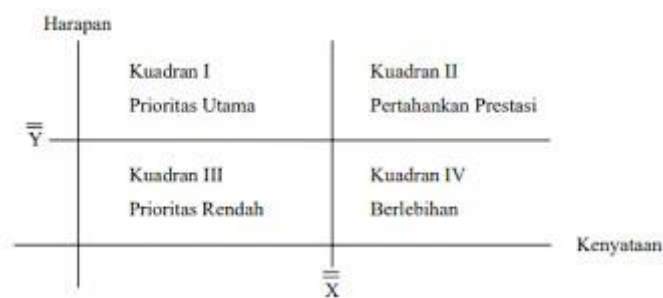 Harapan
Kuadran I
Prioritas Utama
Kuadran II
Pertahankan Prestasi
Y
Kuadran III
Prioritas Rendah
Kuadran IV
Berlebihan
Kenyataan
X